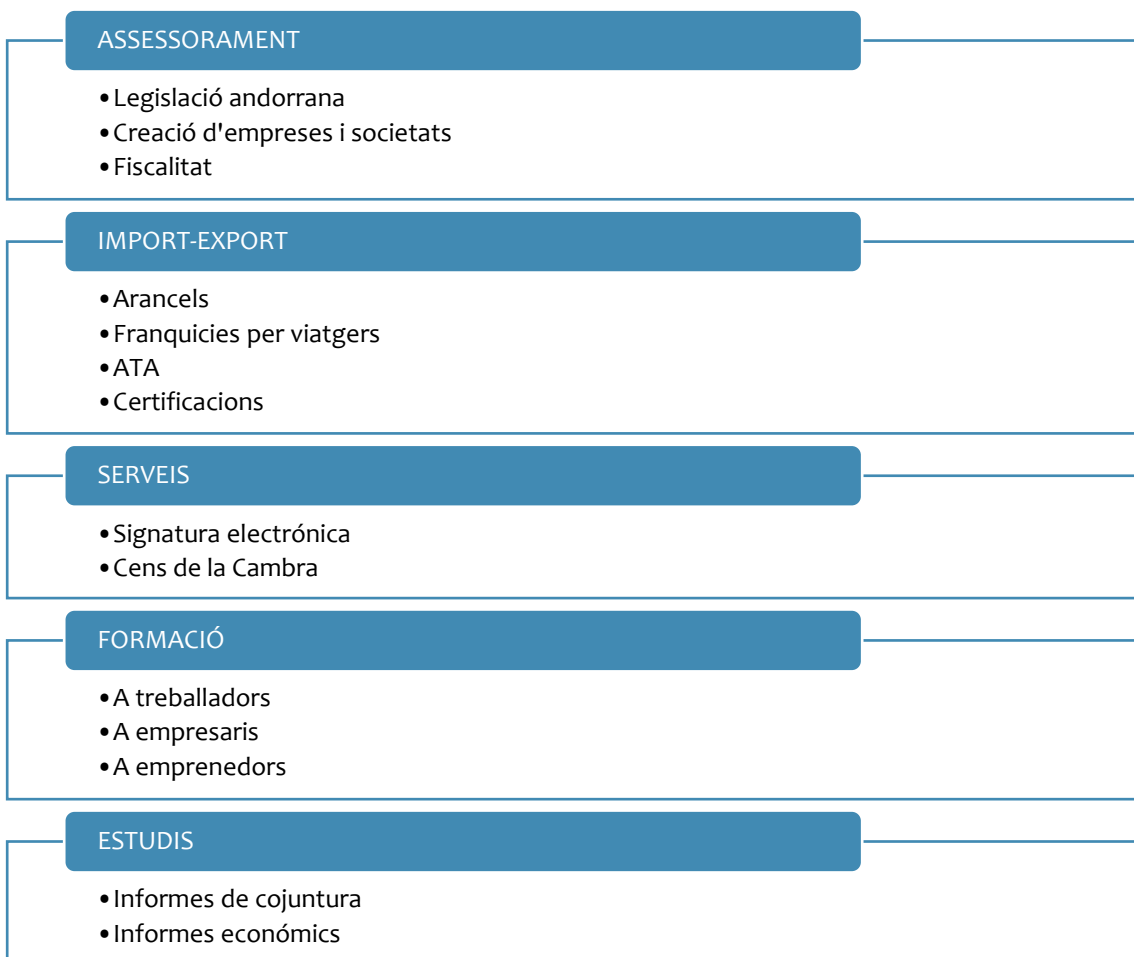 ASSESSORAMENT
•Legislació andorrana
•Creació d'empreses i societats
•Fiscalitat
IMPORT-EXPORT
•Arancels
•Franquicies per viatgers
•ATA
•Certificacions
SERVEIS
•Signatura electrónica
•Cens de la Cambra
FORMACIÓ
•A treballadors
•A empresaris
•A emprenedors
ESTUDIS
•Informes de cojuntura
•Informes económics